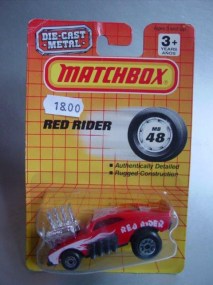 DIE-CAST
METAL
3+
YEARS
MATCHBOX
18.00
RED RIDER
MB
48
• Authentically Detailed
• Rugged Construction
RED RIDER